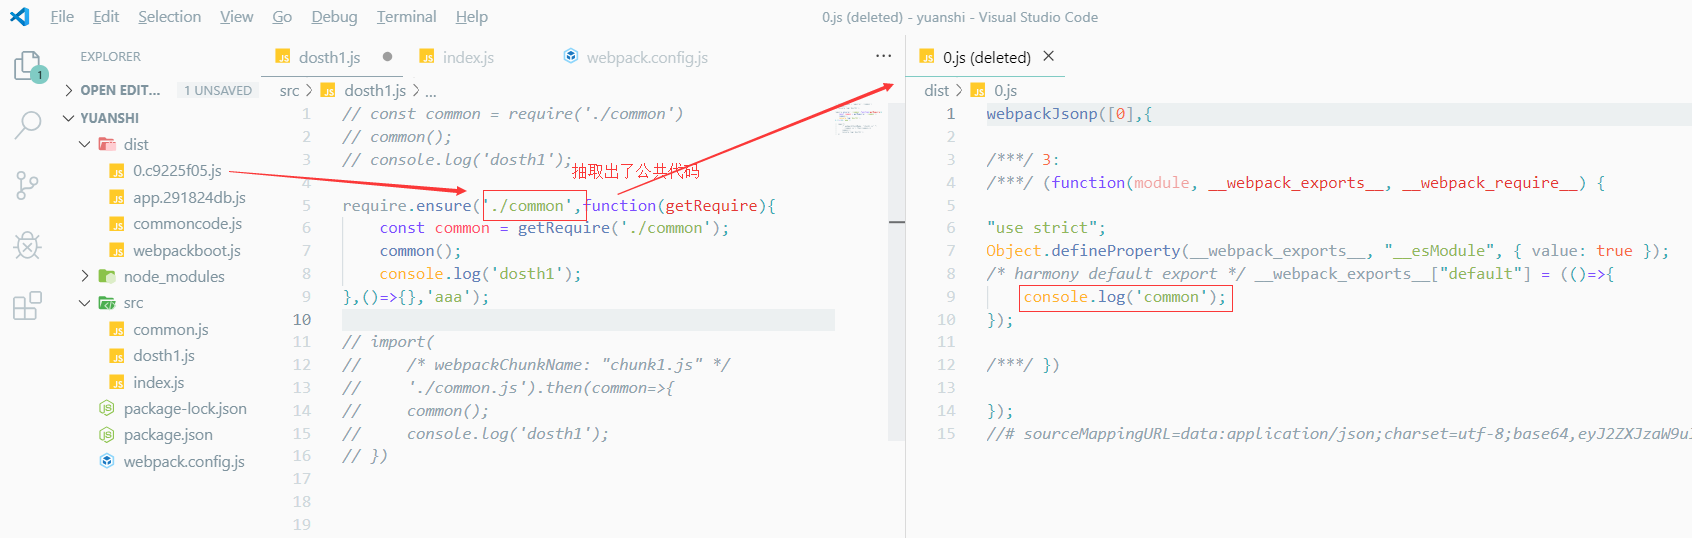 File Edit Selection View Go Debug Terminal Help
0.js (deleted) - yuanshi - Visual Studio Code
1
EXPLORER
OPEN EDIT... 1 UNSAVED
YUANSHI
dist
0.c9225f05.js
app.291824db.js
commoncode.js
webpackboot.js
node_modules
src
common.js
dosth1.js
index.js
package-lock.json
package.json
webpack.config.js
dosth1.js index.js webpack.config.js ...
src > dosth1.js > ...
1 // const common = require('./common')
2 // common();
3 // console.log('dosth1');
抽取出了公共代码
4
5 require.ensure('./common',function(getRequire){
6 const common = getRequire('./common');
7 common();
8 console.log('dosth1');
9 },()=>{},'aaa');
10
11 // import(
12 // /* webpackChunkName: "chunk1.js" */
13 // './common.js').then(common=>{
14 // common();
15 // console.log('dosth1');
16 // })
17
18
19
0.js (deleted)
dist > 0.js
1 webpackJsonp([0],{
2
3 /***/ 3:
4 /***/ (function(module, __webpack_exports__, __webpack_require__) {
5
6 "use strict";
7 Object.defineProperty(__webpack_exports__, "__esModule", { value: true });
8 /* harmony default export */ __webpack_exports__["default"] = (()=>{
9 console.log('common');
10 });
11
12 /***/ })
13
14 });
15 //# sourceMappingURL=data:application/json;charset=utf-8;base64,eyJ2ZXJzaW9u